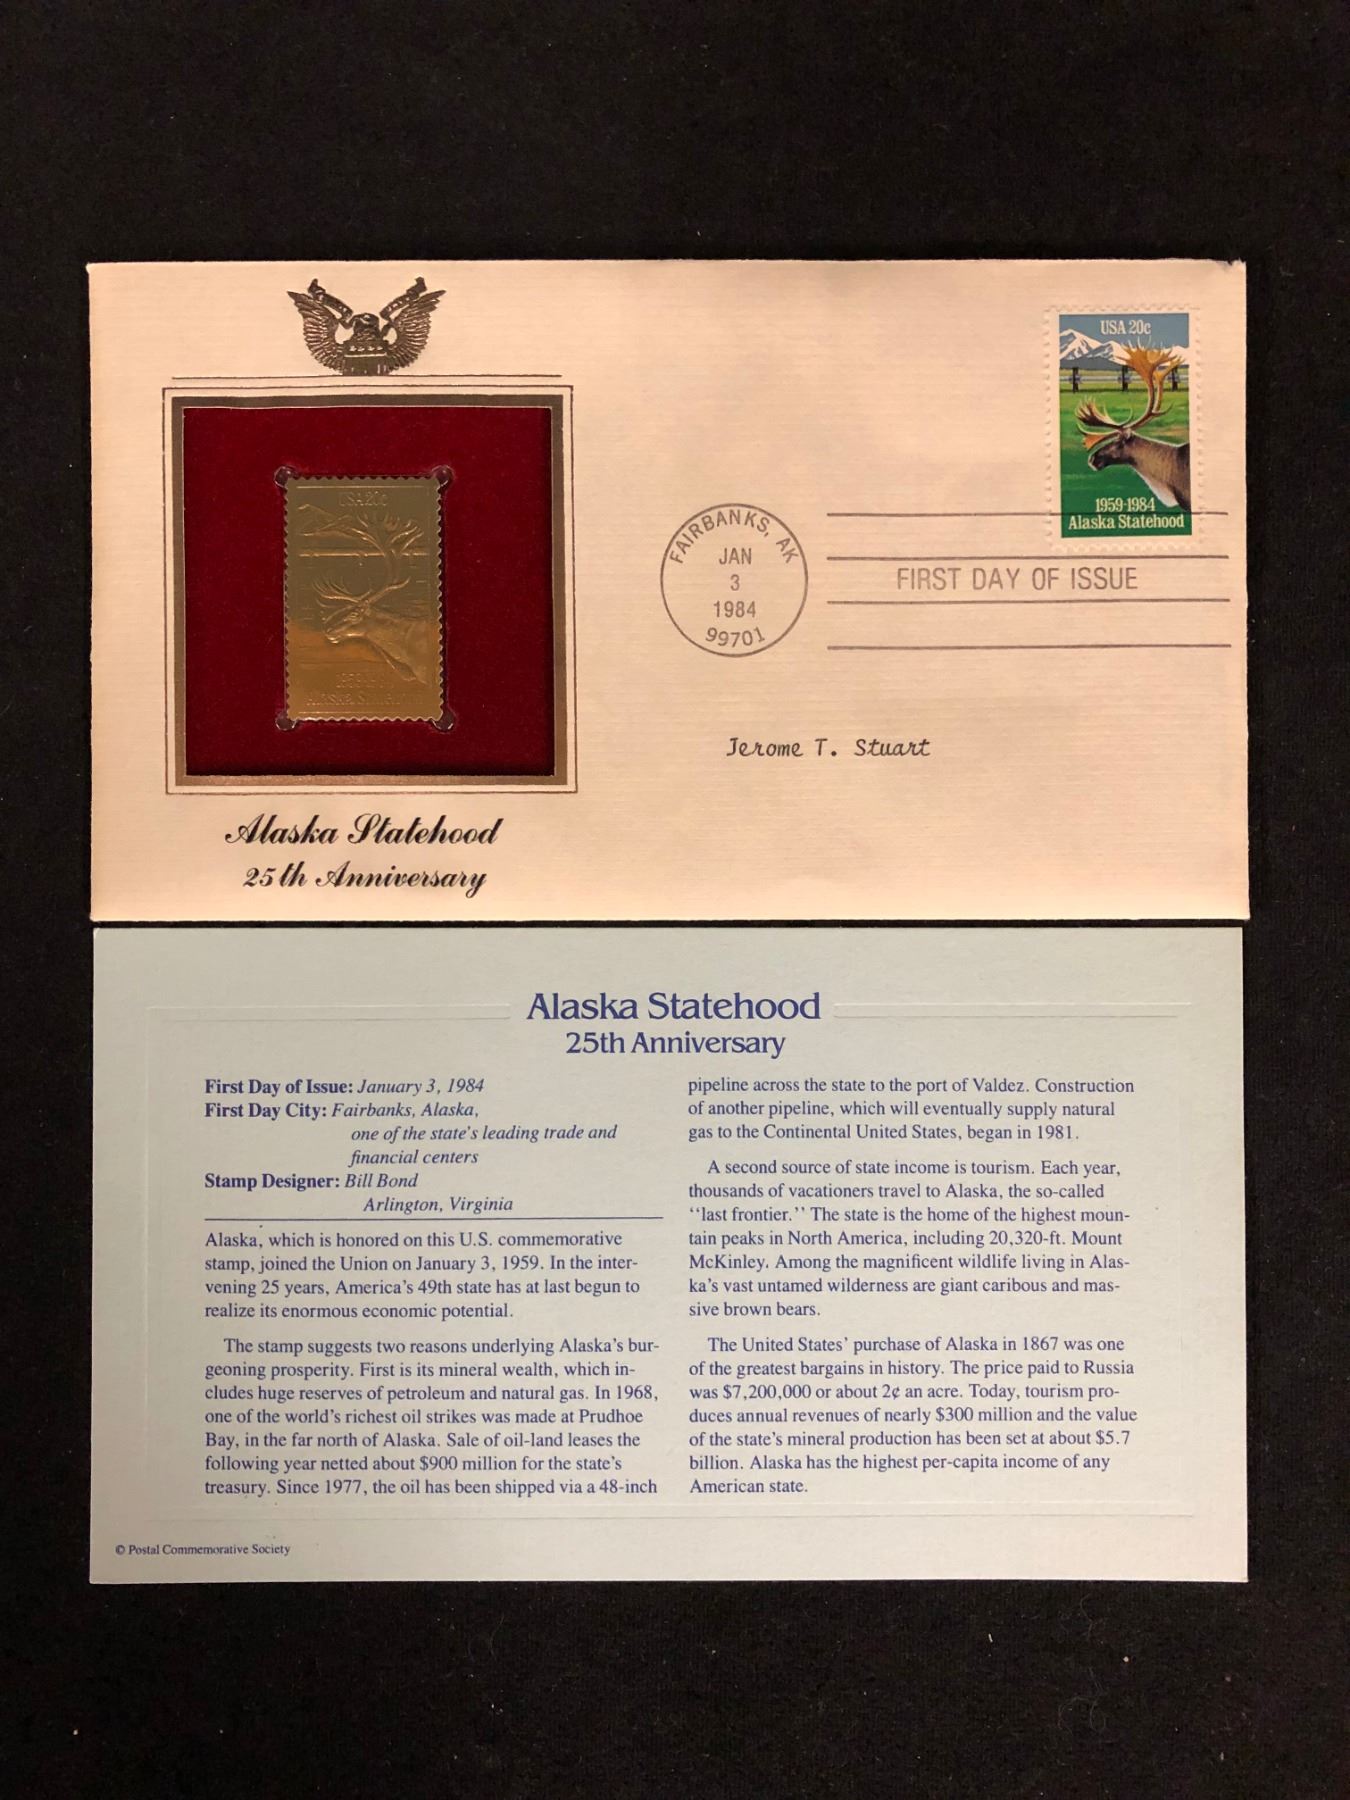 USA 20c
1959-1984
Alaska Statehood
USA 20c
FAIRBANKS, AK
JAN
3
1984
99701
FIRST DAY OF ISSUE
Jerome T. Stuart
Alaska Statehood
25th Anniversary
Alaska Statehood
25th Anniversary
First Day of Issue: January 3, 1984
First Day City: Fairbanks, Alaska,
one of the state's leading trade and
financial centers
Stamp Designer: Bill Bond
Arlington, Virginia
Alaska, which is honored on this U.S. commemorative
stamp, joined the Union on January 3, 1959. In the inter-
vening 25 years, America's 49th state has at last begun to
realize its enormous economic potential.
The stamp suggests two reasons underlying Alaska's bur-
geoning prosperity. First is its mineral wealth, which in-
cludes huge reserves of petroleum and natural gas. In 1968,
one of the world's richest oil strikes was made at Prudhoe
Bay, in the far north of Alaska. Sale of oil-land leases the
following year netted about $900 million for the state's
treasury. Since 1977, the oil has been shipped via a 48-inch
pipeline across the state to the port of Valdez. Construction
of another pipeline, which will eventually supply natural
gas to the Continental United States, began in 1981.
A second source of state income is tourism. Each year,
thousands of vacationers travel to Alaska, the so-called
‘‘last frontier.’’ The state is the home of the highest moun-
tain peaks in North America, including 20,320-ft. Mount
McKinley. Among the magnificent wildlife living in Alas-
ka's vast untamed wilderness are giant caribous and mas-
sive brown bears.
The United States' purchase of Alaska in 1867 was one
of the greatest bargains in history. The price paid to Russia
was $7,200,000 or about 2¢ an acre. Today, tourism pro-
duces annual revenues of nearly $300 million and the value
of the state's mineral production has been set at about $5.7
billion. Alaska has the highest per-capita income of any
American state.
© Postal Commemorative Society